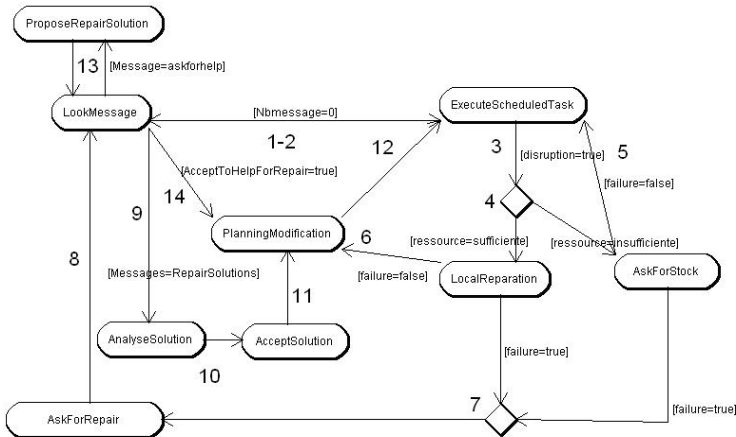 ProposeRepairSolution
13
[Message=askforhelp]
LookMessage
[Nbmessage=0]
ExecuteScheduledTask
1-2
12
3
[disruption=true]
5
[AcceptToHelpForRepair=true]
[failure=false]
9
14
4
PlanningModification
6
[ressource=sufficiente]
[ressource=insufficiente]
8
[Messages=RepairSolutions]
[failure=false]
LocalReparation
AskForStock
11
AnalyseSolution
AcceptSolution
10
[failure=true]
7
[failure=true]
AskForRepair